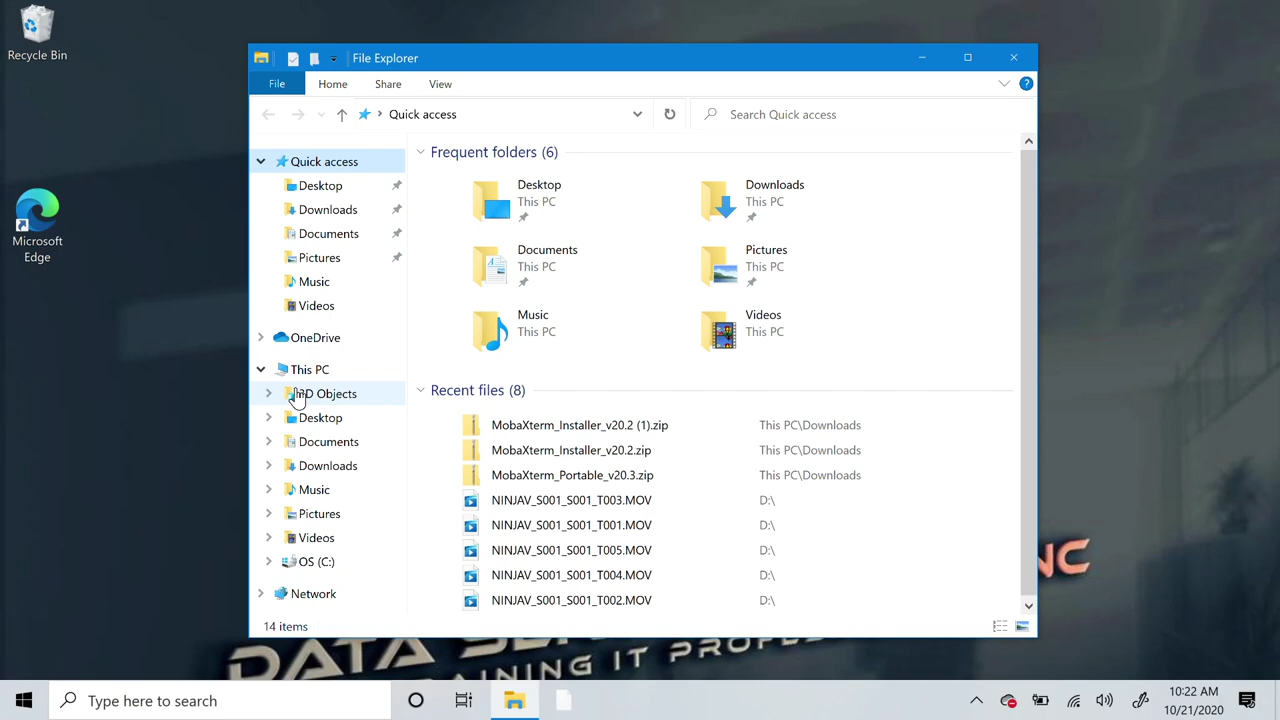 Recycle Bin
Microsoft
Edge
File Explorer
File
Home
Share
View
Quick access
Search Quick access
Quick access
Desktop
Downloads
Documents
Pictures
Music
Videos
OneDrive
This PC
3D Objects
Desktop
Documents
Downloads
Music
Pictures
Videos
OS (C:)
Network
Frequent folders (6)
Desktop
This PC
Downloads
This PC
Documents
This PC
Pictures
This PC
Music
This PC
Videos
This PC
Recent files (8)
MobaXterm_Installer_v20.2 (1).zip This PC\Downloads
MobaXterm_Installer_v20.2.zip This PC\Downloads
MobaXterm_Portable_v20.3.zip This PC\Downloads
NINJAV_S001_S001_T003.MOV D:\
NINJAV_S001_S001_T001.MOV D:\
NINJAV_S001_S001_T005.MOV D:\
NINJAV_S001_S001_T004.MOV D:\
NINJAV_S001_S001_T002.MOV D:\
14 items
DATA
Type here to search
10:22 AM
10/21/2020